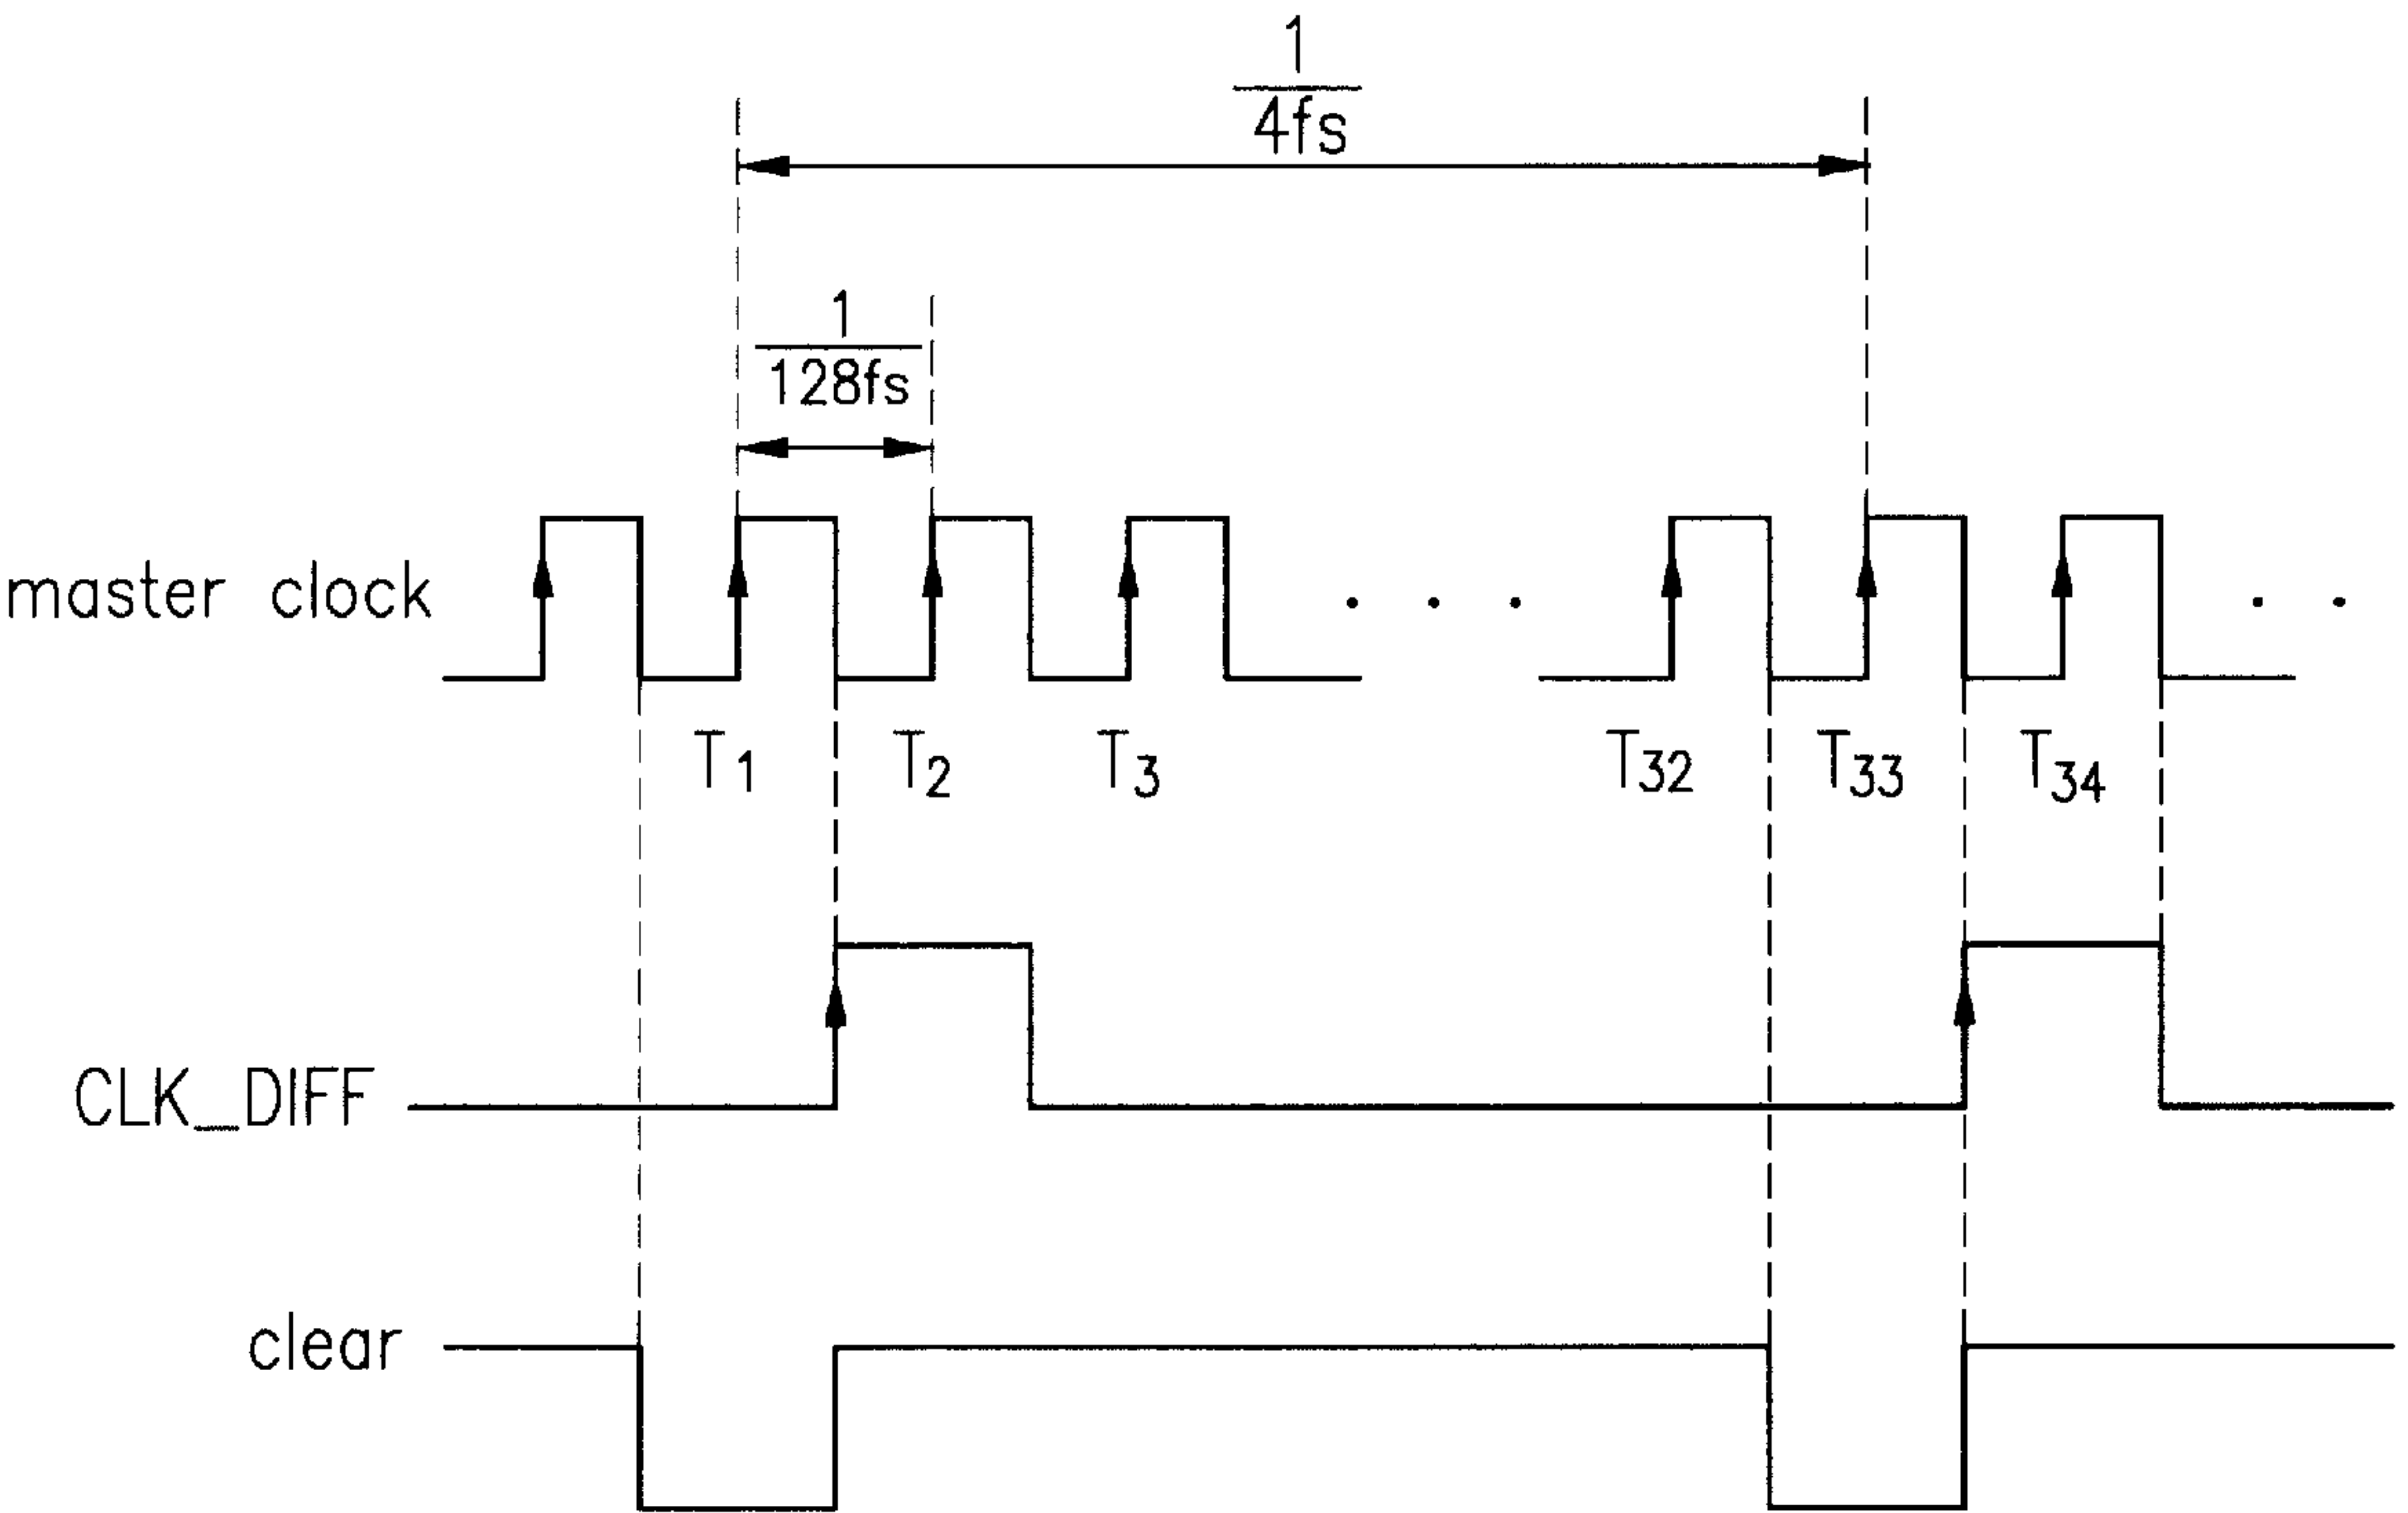 1
4fs
1
128fs
master clock
. . . . .
T1 T2 T3 T32 T33 T34
CLK_DIFF
clear